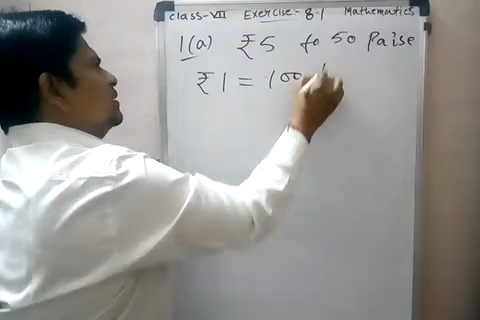 class-VII Exercise:- 8.1 Mathematics
1(a) ₹5 to 50 Paise
₹1 = 100